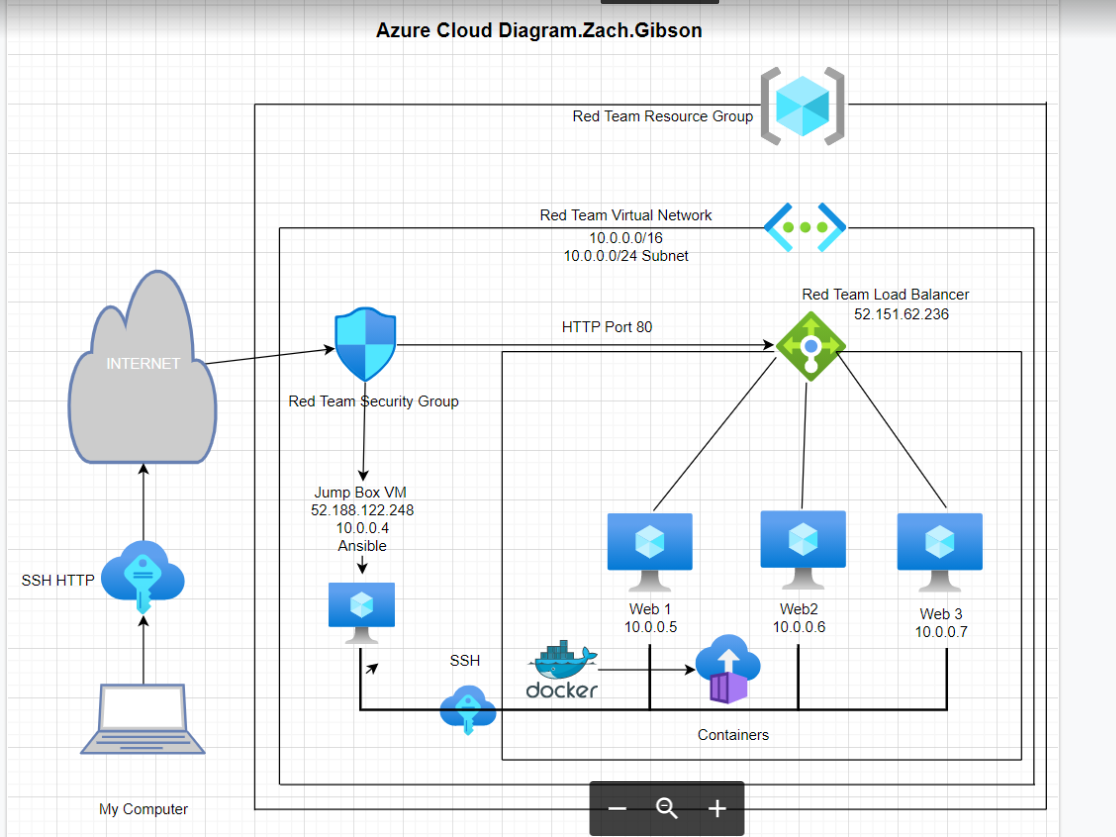 Azure Cloud Diagram.Zach.Gibson
Red Team Resource Group
Red Team Virtual Network
10.0.0.0/16
10.0.0.0/24 Subnet
Red Team Load Balancer
52.151.62.236
HTTP Port 80
INTERNET
Red Team Security Group
Jump Box VM
52.188.122.248
10.0.0.4
Ansible
SSH HTTP
Web 1
10.0.0.5
Web2
10.0.0.6
Web 3
10.0.0.7
SSH
docker
Containers
My Computer